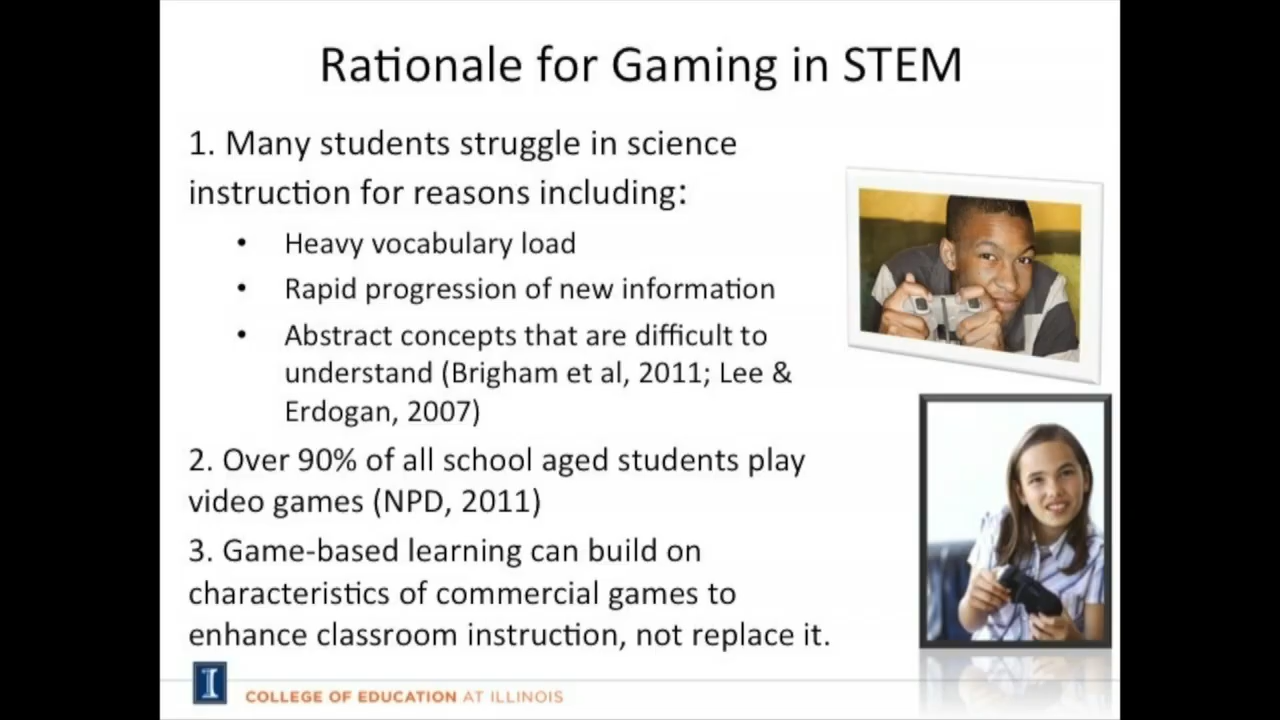 Rationale for Gaming in STEM
1. Many students struggle in science
instruction for reasons including:
• Heavy vocabulary load
• Rapid progression of new information
• Abstract concepts that are difficult to
understand (Brigham et al, 2011; Lee &
Erdogan, 2007)
2. Over 90% of all school aged students play
video games (NPD, 2011)
3. Game-based learning can build on
characteristics of commercial games to
enhance classroom instruction, not replace it.
I COLLEGE OF EDUCATION AT ILLINOIS